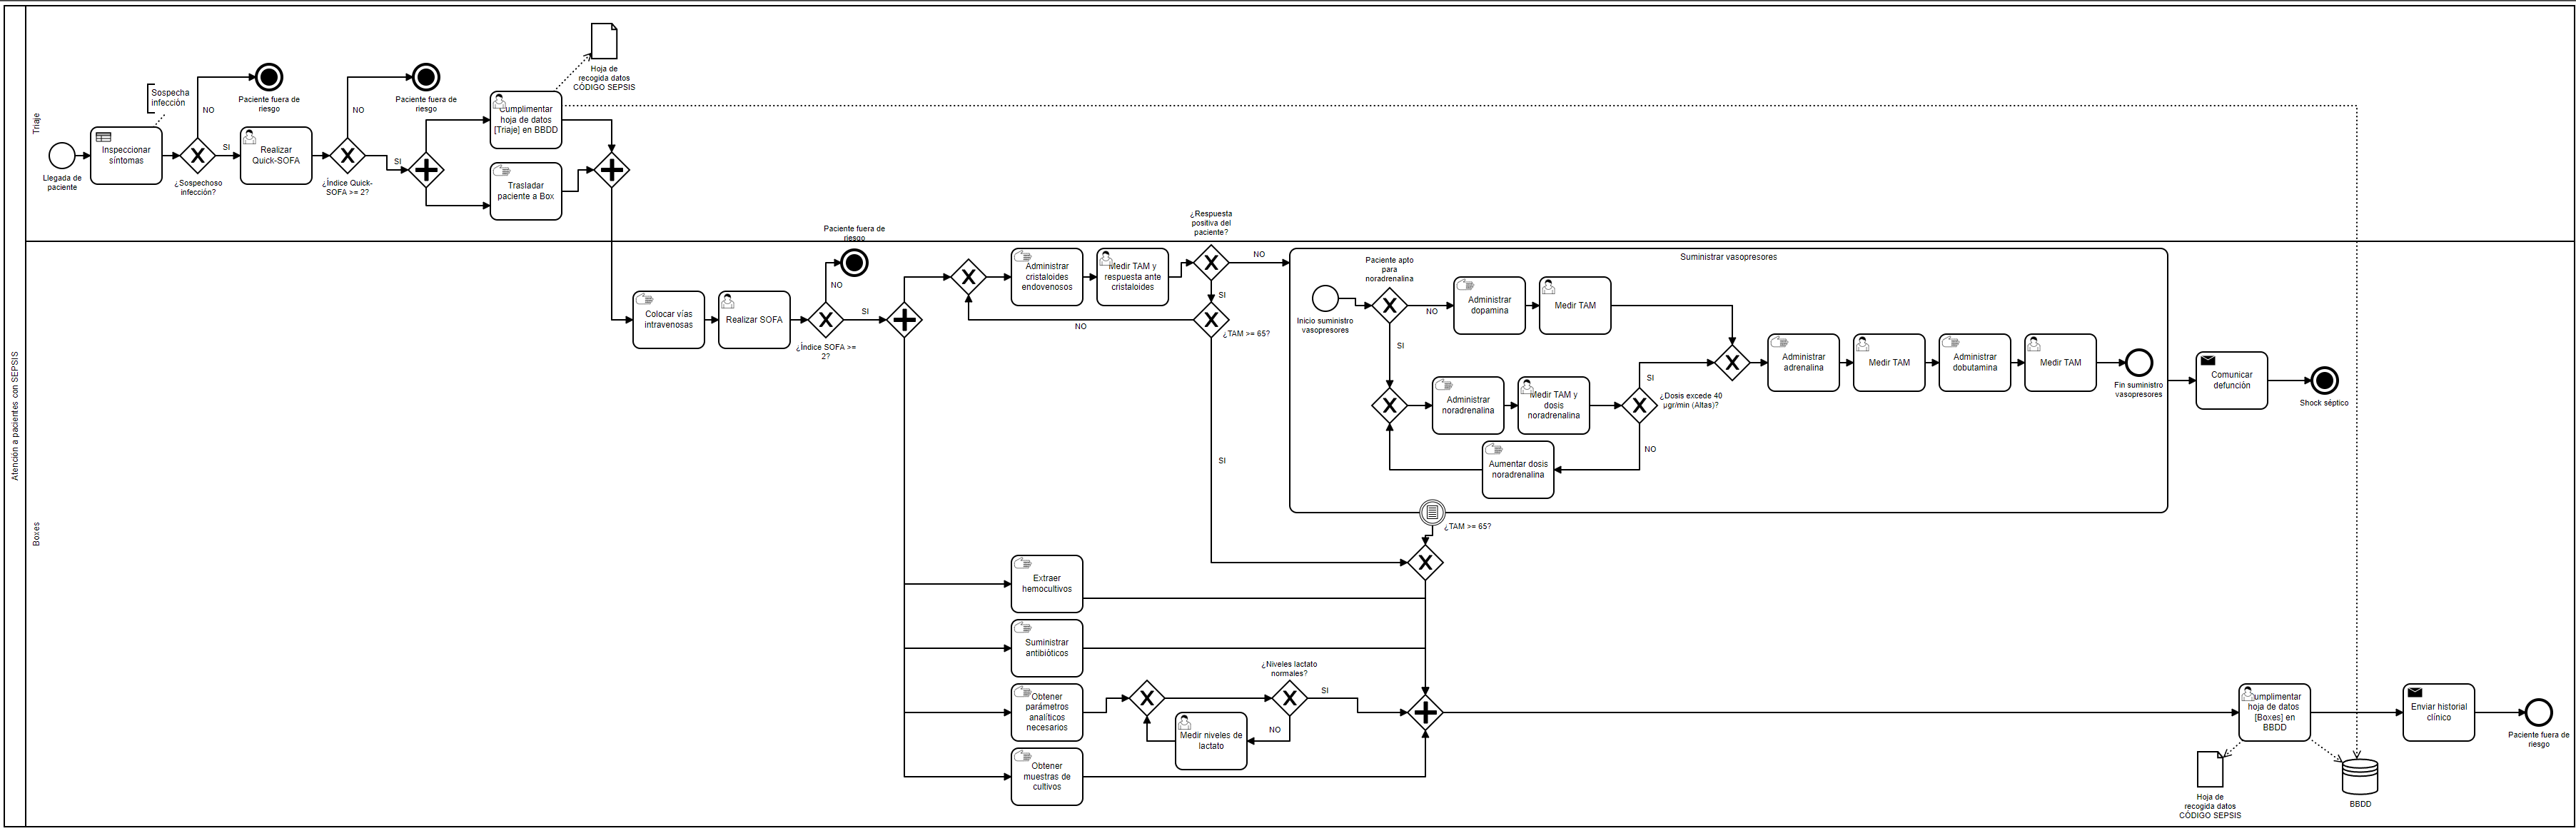 Atención a pacientes con SEPSIS
Triaje
Llegada de
paciente
Inspeccionar
síntomas
Sospecha
infección
¿Sospechoso
infección?
NO
SI
Paciente fuera de
riesgo
Realizar
Quick-SOFA
¿Índice Quick-
SOFA >= 2?
NO
SI
Paciente fuera de
riesgo
Cumplimentar
hoja de datos
[Triaje] en BBDD
Hoja de
recogida datos
CÓDIGO SEPSIS
Trasladar
paciente a Box
Boxes
Colocar vías
intravenosas
Realizar SOFA
¿Índice SOFA >=
2?
NO
SI
Paciente fuera de
riesgo
Administrar
cristaloides
endovenosos
Medir TAM y
respuesta ante
cristaloides
¿Respuesta
positiva del
paciente?
NO
SI
¿TAM >= 65?
NO
SI
Suministrar vasopresores
Inicio suministro
vasopresores
Paciente apto
para
noradrenalina
NO
SI
Administrar
dopamina
Medir TAM
Administrar
noradrenalina
Medir TAM y
dosis
noradrenalina
¿Dosis excede 40
µgr/min (Altas)?
SI
NO
Aumentar dosis
noradrenalina
Administrar
adrenalina
Medir TAM
Administrar
dobutamina
Medir TAM
Fin suministro
vasopresores
¿TAM >= 65?
Comunicar
defunción
Shock séptico
Extraer
hemocultivos
Suministrar
antibióticos
Obtener
parámetros
analíticos
necesarios
¿Niveles lactato
normales?
SI
NO
Medir niveles de
lactato
Obtener
muestras de
cultivos
Cumplimentar
hoja de datos
[Boxes] en
BBDD
Hoja de
recogida datos
CÓDIGO SEPSIS
BBDD
Enviar historial
clínico
Paciente fuera de
riesgo